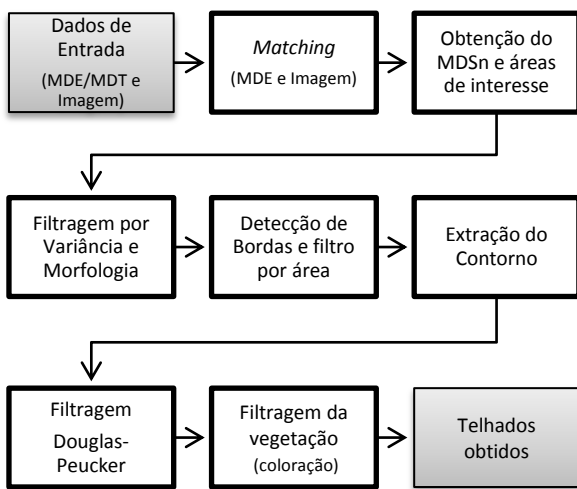 Dados de
Entrada
(MDE/MDT e
Imagem)
Matching
(MDE e Imagem)
Obtenção do
MDSn e áreas
de interesse
Filtragem por
Variância e
Morfologia
Detecção de
Bordas e filtro
por área
Extração do
Contorno
Filtragem
Douglas-
Peucker
Filtragem da
vegetação
(coloração)
Telhados
obtidos